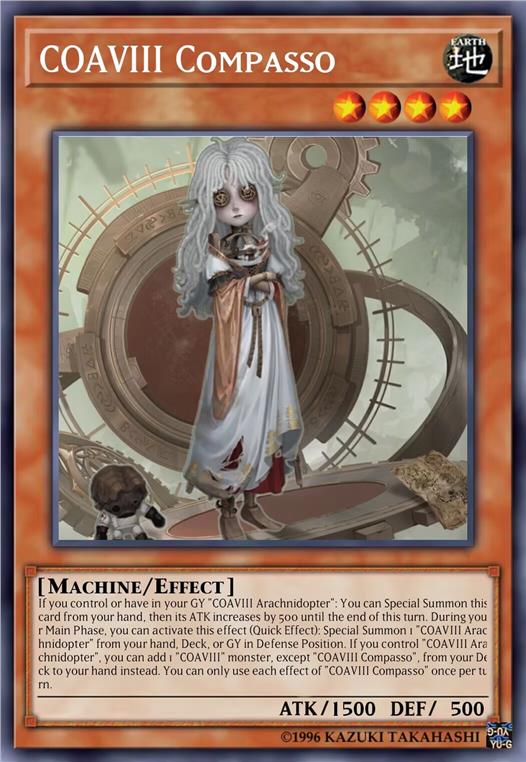 COAVIII COMPASSO
EARTH
地
[MACHINE/EFFECT]
If you control or have in your GY "COAVIII Arachnidopter": You can Special Summon this
card from your hand, then its ATK increases by 500 until the end of this turn. During you
r Main Phase, you can activate this effect (Quick Effect): Special Summon 1 "COAVIII Arac
hnidopter" from your hand, Deck, or GY in Defense Position. If you control "COAVIII Ara
chnidopter", you can add 1 "COAVIII" monster, except "COAVIII Compasso", from your De
ck to your hand instead. You can only use each effect of "COAVIII Compasso" once per tu
rn.
ATK/1500 DEF/ 500
©1996 KAZUKI TAKAHASHI
YU-G